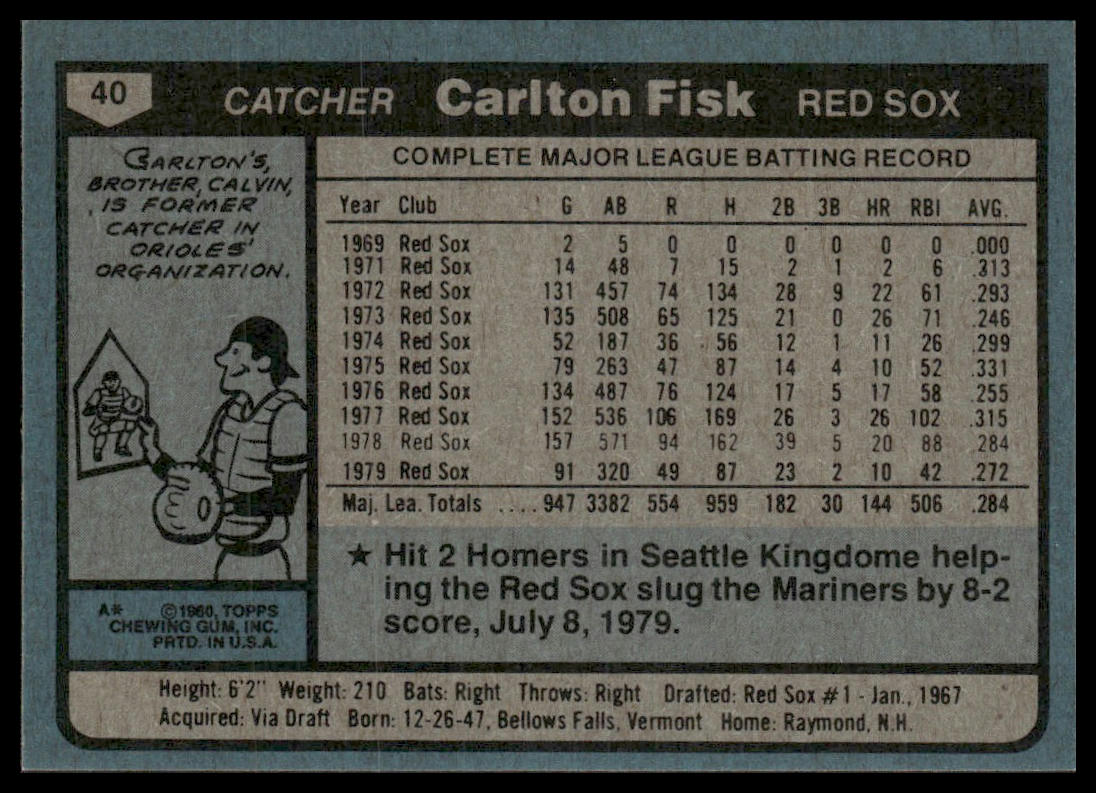 40 CATCHER Carlton Fisk RED SOX
CARLTON'S,
BROTHER, CALVIN,
IS FORMER
CATCHER IN
ORIOLES'
ORGANIZATION.
COMPLETE MAJOR LEAGUE BATTING RECORD
Year Club G AB R H 2B 3B HR RBI AVG.
1969 Red Sox 2 5 0 0 0 0 0 0 .000
1971 Red Sox 14 48 7 15 2 1 2 6 .313
1972 Red Sox 131 457 74 134 28 9 22 61 .293
1973 Red Sox 135 508 65 125 21 0 26 71 .246
1974 Red Sox 52 187 36 56 12 1 11 26 .299
1975 Red Sox 79 263 47 87 14 4 10 52 .331
1976 Red Sox 134 487 76 124 17 5 17 58 .255
1977 Red Sox 152 536 106 169 26 3 26 102 .315
1978 Red Sox 157 571 94 162 39 5 20 88 .284
1979 Red Sox 91 320 49 87 23 2 10 42 .272
Maj. Lea. Totals ....947 3382 554 959 182 30 144 506 .284
★ Hit 2 Homers in Seattle Kingdome help-
ing the Red Sox slug the Mariners by 8-2
score, July 8, 1979.
A* ©1980, TOPPS
CHEWING GUM, INC.
PRTD. IN U.S.A.
Height: 6'2" Weight: 210 Bats: Right Throws: Right Drafted: Red Sox #1 - Jan., 1967
Acquired: Via Draft Born: 12-26-47, Bellows Falls, Vermont Home: Raymond, N.H.